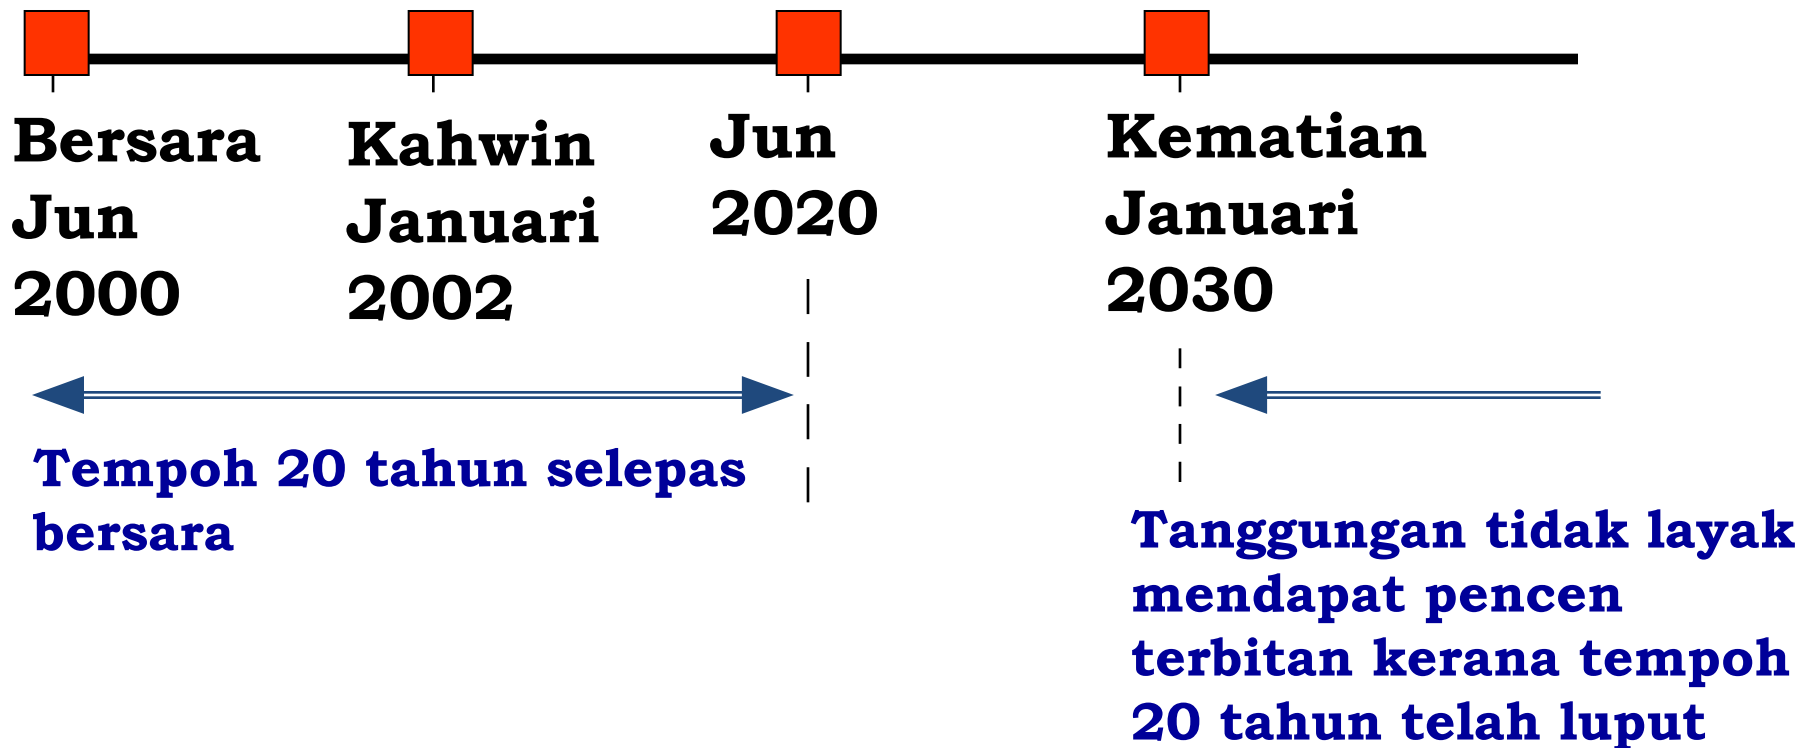 Bersara
Jun
2000
Kahwin
Januari
2002
Jun
2020
Kematian
Januari
2030
Tempoh 20 tahun selepas
bersara
Tanggungan tidak layak
mendapat pencen
terbitan kerana tempoh
20 tahun telah luput